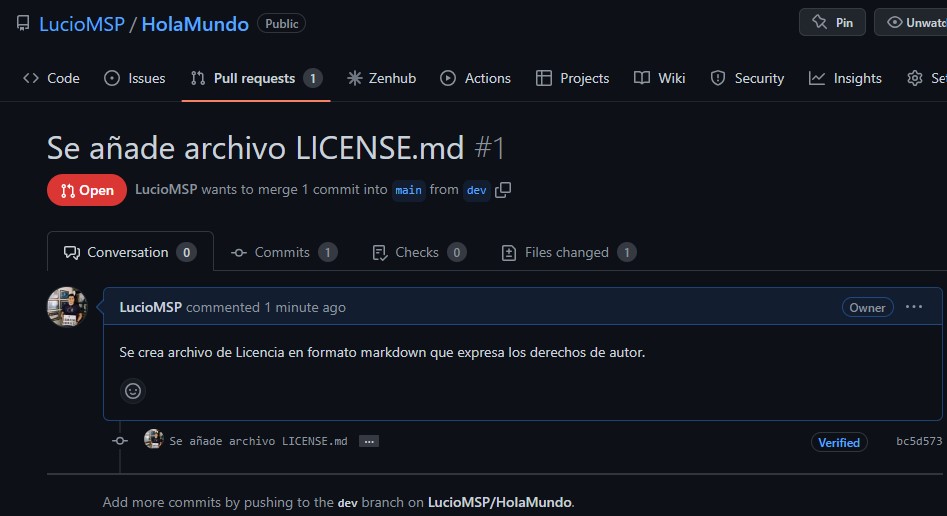 LucioMSP / HolaMundo Public Pin Unwatc
Code Issues Pull requests 1 Zenhub Actions Projects Wiki Security Insights Se
Se añade archivo LICENSE.md #1
Open LucioMSP wants to merge 1 commit into main from dev
Conversation 0 Commits 1 Checks 0 Files changed 1
LucioMSP commented 1 minute ago Owner ···
Se crea archivo de Licencia en formato markdown que expresa los derechos de autor.
Se añade archivo LICENSE.md ... Verified bc5d573
Add more commits by pushing to the dev branch on LucioMSP/HolaMundo.